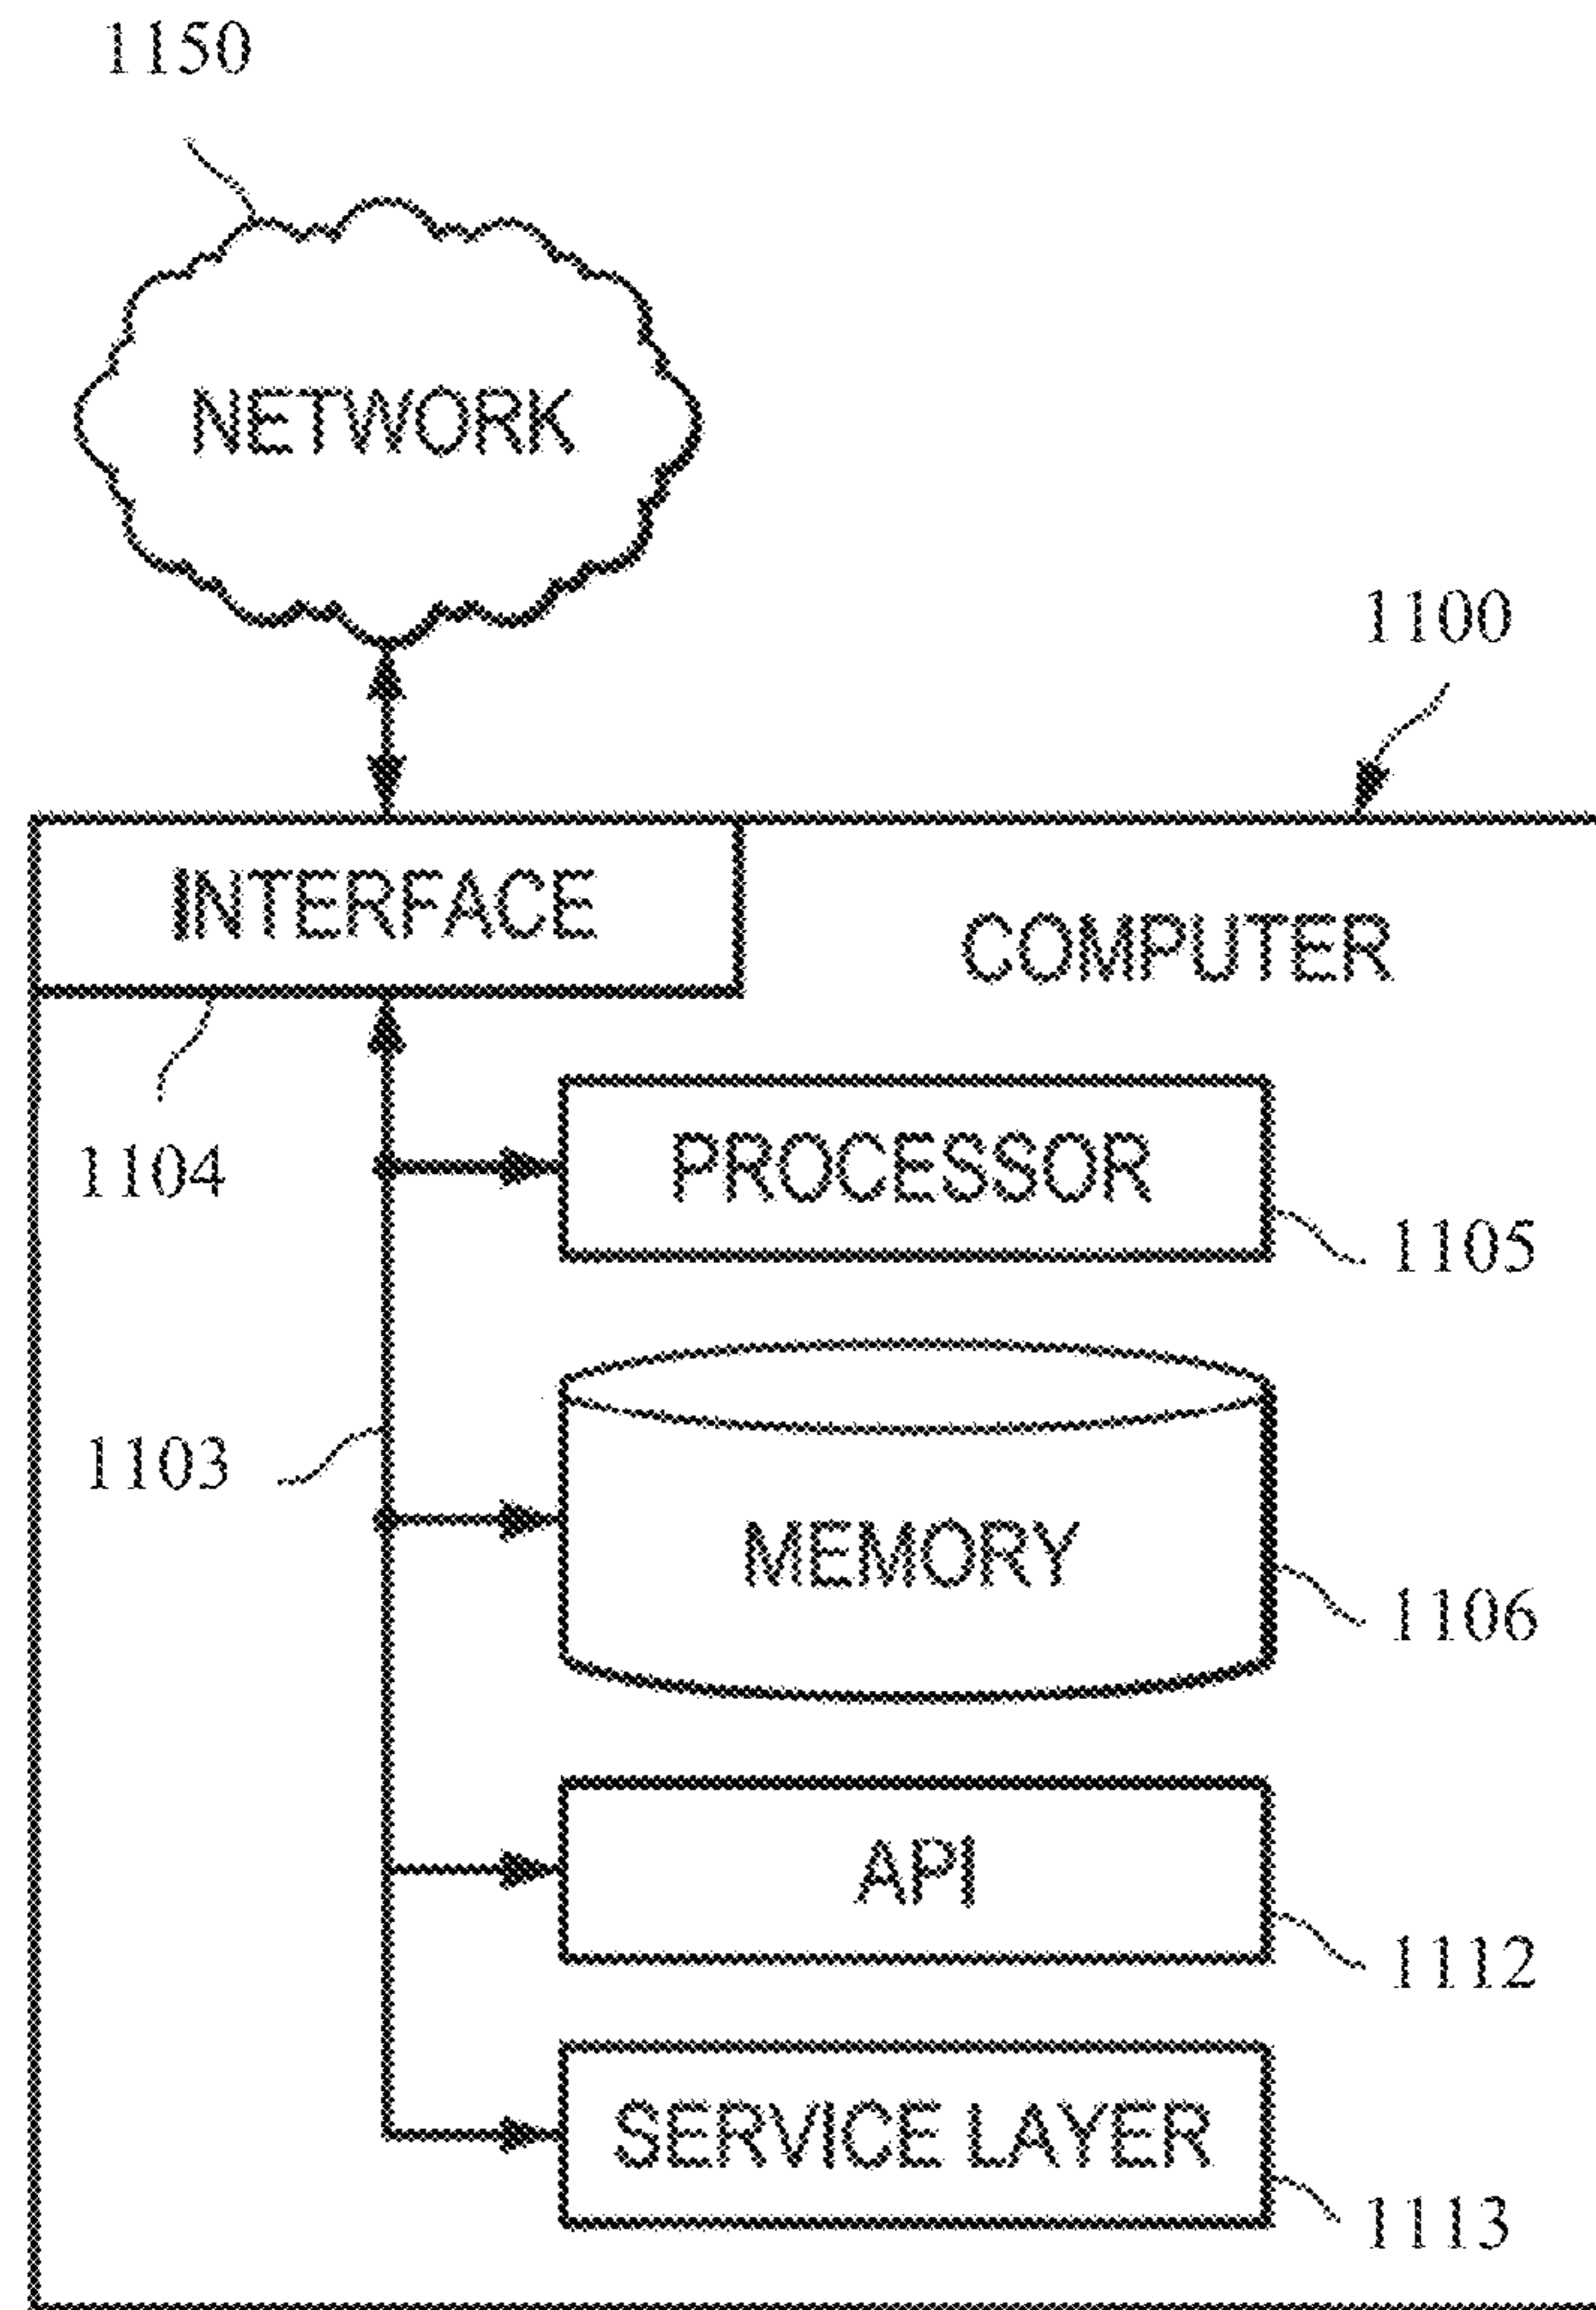 1150
NETWORK
1100
INTERFACE
COMPUTER
1104
PROCESSOR
1105
1103
MEMORY
1106
API
1112
SERVICE LAYER
1113